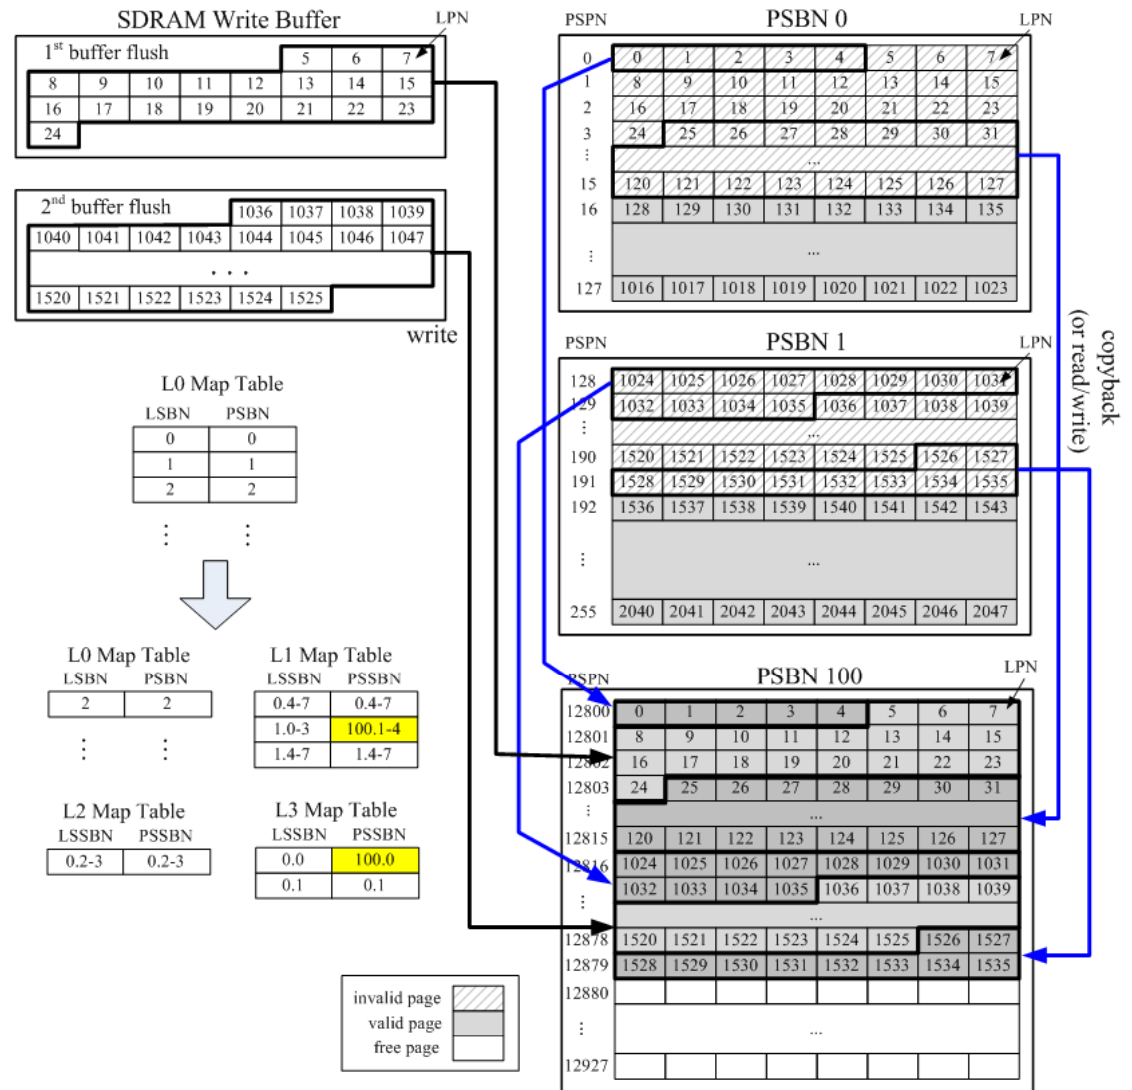 SDRAM Write Buffer
LPN
1st buffer flush
5 6 7
8 9 10 11 12 13 14 15
16 17 18 19 20 21 22 23
24
2nd buffer flush
1036 1037 1038 1039
1040 1041 1042 1043 1044 1045 1046 1047
. . .
1520 1521 1522 1523 1524 1525
write
L0 Map Table
LSBN PSBN
0 0
1 1
2 2
⋮ ⋮
L0 Map Table
LSBN PSBN
2 2
⋮ ⋮
L1 Map Table
LSSBN PSSBN
0.4-7 0.4-7
1.0-3 100.1-4
1.4-7 1.4-7
L2 Map Table
LSSBN PSSBN
0.2-3 0.2-3
L3 Map Table
LSSBN PSSBN
0.0 100.0
0.1 0.1
invalid page
valid page
free page
PSPN PSBN 0 LPN
0 0 1 2 3 4 5 6 7
1 8 9 10 11 12 13 14 15
2 16 17 18 19 20 21 22 23
3 24 25 26 27 28 29 30 31
⋮ ...
15 120 121 122 123 124 125 126 127
16 128 129 130 131 132 133 134 135
⋮ ...
127 1016 1017 1018 1019 1020 1021 1022 1023
PSPN PSBN 1 LPN
128 1024 1025 1026 1027 1028 1029 1030 1031
129 1032 1033 1034 1035 1036 1037 1038 1039
⋮ ...
190 1520 1521 1522 1523 1524 1525 1526 1527
191 1528 1529 1530 1531 1532 1533 1534 1535
192 1536 1537 1538 1539 1540 1541 1542 1543
⋮ ...
255 2040 2041 2042 2043 2044 2045 2046 2047
copyback
(or read/write)
PSPN PSBN 100 LPN
12800 0 1 2 3 4 5 6 7
12801 8 9 10 11 12 13 14 15
12802 16 17 18 19 20 21 22 23
12803 24 25 26 27 28 29 30 31
⋮ ...
12815 120 121 122 123 124 125 126 127
12816 1024 1025 1026 1027 1028 1029 1030 1031
1032 1033 1034 1035 1036 1037 1038 1039
⋮ ...
12878 1520 1521 1522 1523 1524 1525 1526 1527
12879 1528 1529 1530 1531 1532 1533 1534 1535
12880
⋮ ...
12927